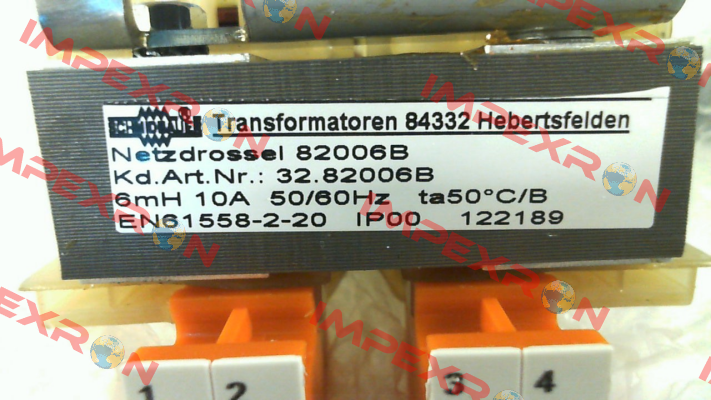 SCHMIDBAUER® Transformatoren 84332 Hebertsfelden
Netzdrossel 82006B
Kd.Art.Nr.: 32.82006B
6mH 10A 50/60Hz ta50°C/B
EN61558-2-20 IP00 122189
1 2 3 4
IMPEXRON